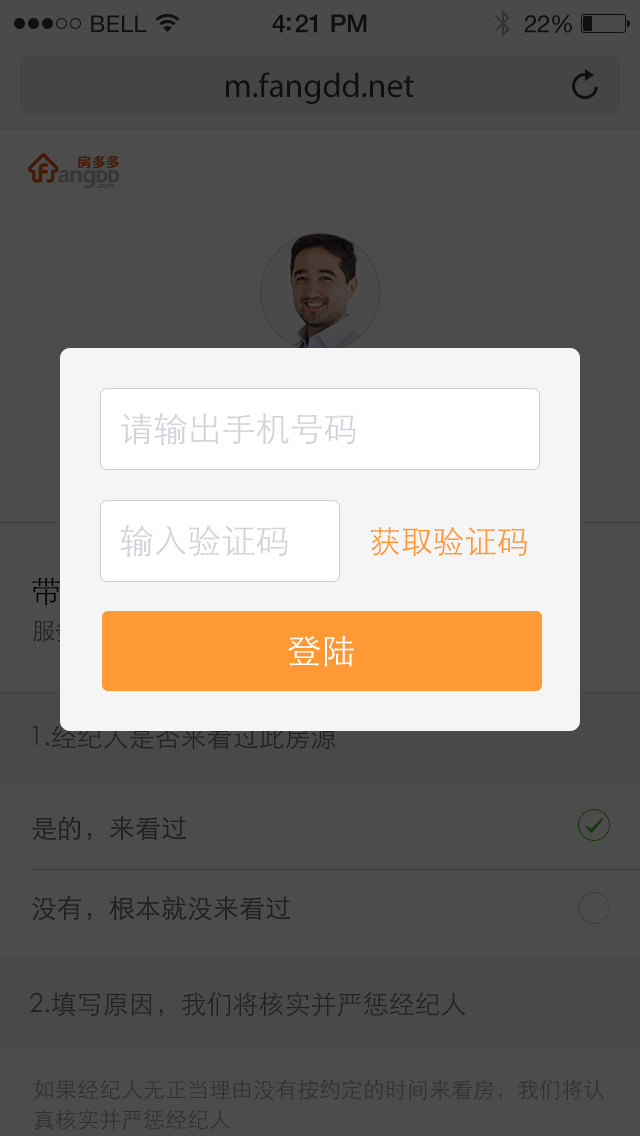 BELL 4:21 PM 22%
m.fangdd.net
房多多
FangDD
.com
请输出手机号码
输入验证码 获取验证码
带
服务
登陆
1.经纪人是否来看过此房源
是的，来看过
没有，根本就没来看过
2.填写原因，我们将核实并严惩经纪人
如果经纪人无正当理由没有按约定的时间来看房，我们将认
真核实并严惩经纪人